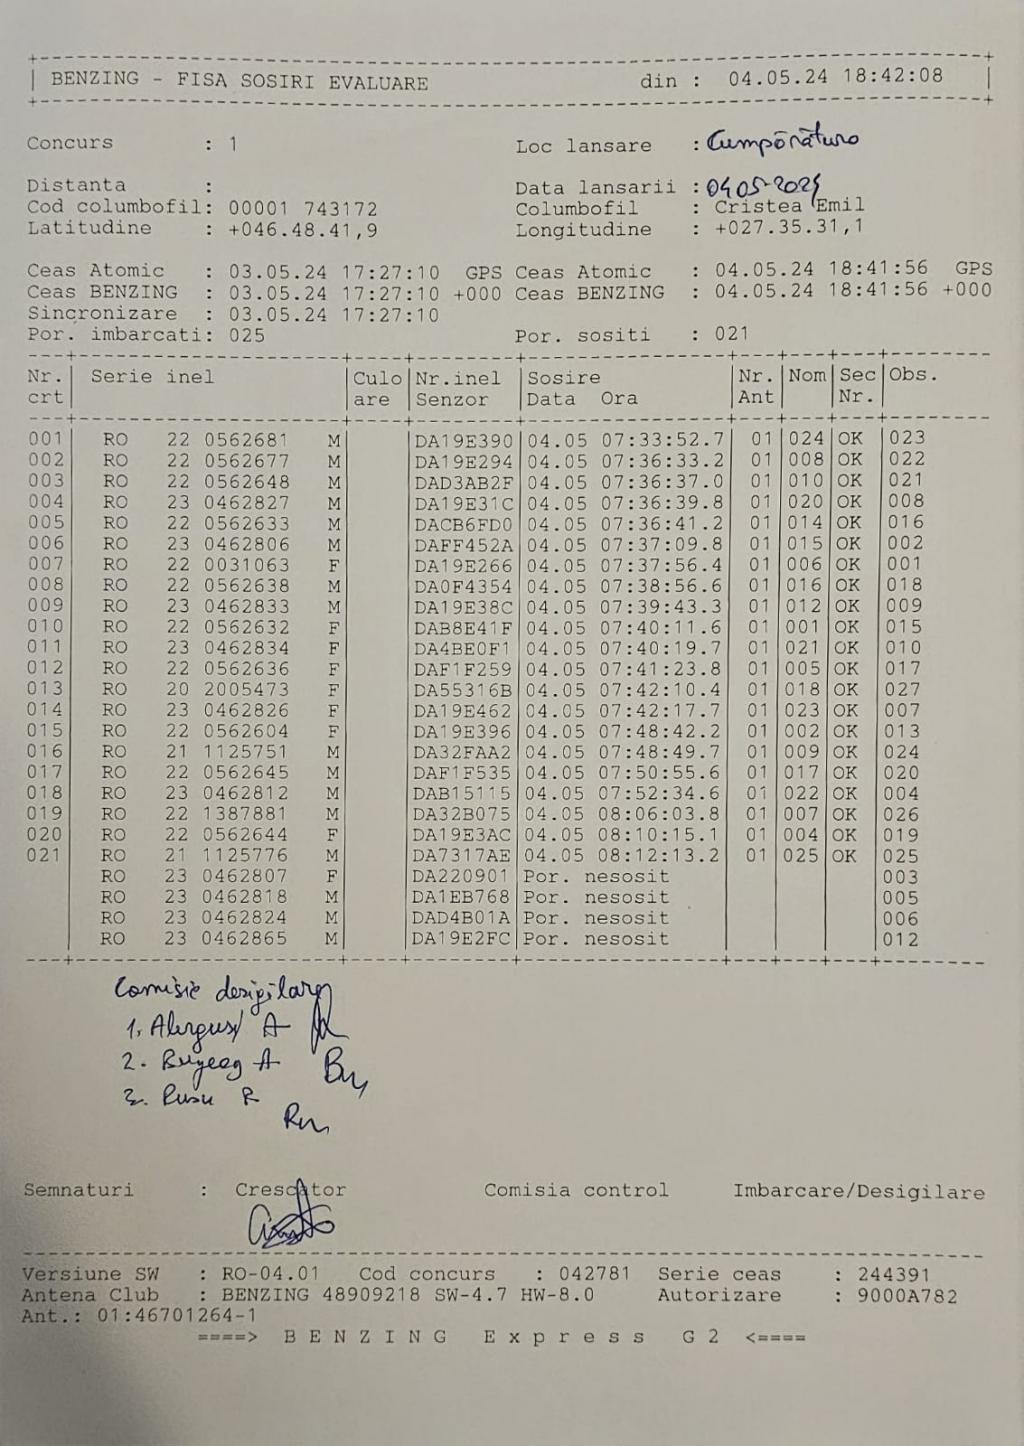 BENZING - FISA SOSIRI EVALUARE din : 04.05.24 18:42:08
Concurs : 1 Loc lansare : Cumpărătura
Distanta : Data lansarii : 04.05.2024
Cod columbofil: 00001 743172 Columbofil : Cristea Emil
Latitudine : +046.48.41,9 Longitudine : +027.35.31,1
Ceas Atomic : 03.05.24 17:27:10 GPS Ceas Atomic : 04.05.24 18:41:56 GPS
Ceas BENZING : 03.05.24 17:27:10 +000 Ceas BENZING : 04.05.24 18:41:56 +000
Sincronizare : 03.05.24 17:27:10
Por. imbarcati: 025 Por. sositi : 021
Nr. Serie inel Culo Nr.inel Sosire Nr. Nom Sec Obs.
crt are Senzor Data Ora Ant Nr.
001 RO 22 0562681 M DA19E390 04.05 07:33:52.7 01 024 OK 023
002 RO 22 0562677 M DA19E294 04.05 07:36:33.2 01 008 OK 022
003 RO 22 0562648 M DAD3AB2F 04.05 07:36:37.0 01 010 OK 021
004 RO 23 0462827 M DA19E31C 04.05 07:36:39.8 01 020 OK 008
005 RO 22 0562633 M DACB6FD0 04.05 07:36:41.2 01 014 OK 016
006 RO 23 0462806 M DAFF452A 04.05 07:37:09.8 01 015 OK 002
007 RO 22 0031063 F DA19E266 04.05 07:37:56.4 01 006 OK 001
008 RO 22 0562638 M DA0F4354 04.05 07:38:56.6 01 016 OK 018
009 RO 23 0462833 M DA19E38C 04.05 07:39:43.3 01 012 OK 009
010 RO 22 0562632 F DAB8E41F 04.05 07:40:11.6 01 001 OK 015
011 RO 23 0462834 F DA4BE0F1 04.05 07:40:19.7 01 021 OK 010
012 RO 22 0562636 F DAF1F259 04.05 07:41:23.8 01 005 OK 017
013 RO 20 2005473 F DA55316B 04.05 07:42:10.4 01 018 OK 027
014 RO 23 0462826 F DA19E462 04.05 07:42:17.7 01 023 OK 007
015 RO 22 0562604 F DA19E396 04.05 07:48:42.2 01 002 OK 013
016 RO 21 1125751 M DA32FAA2 04.05 07:48:49.7 01 009 OK 024
017 RO 22 0562645 M DAF1F535 04.05 07:50:55.6 01 017 OK 020
018 RO 23 0462812 M DAB15115 04.05 07:52:34.6 01 022 OK 004
019 RO 22 1387881 M DA32B075 04.05 08:06:03.8 01 007 OK 026
020 RO 22 0562644 F DA19E3AC 04.05 08:10:15.1 01 004 OK 019
021 RO 21 1125776 M DA7317AE 04.05 08:12:13.2 01 025 OK 025
RO 23 0462807 F DA220901 Por. nesosit 003
RO 23 0462818 M DA1EB768 Por. nesosit 005
RO 23 0462824 M DAD4B01A Por. nesosit 006
RO 23 0462865 M DA19E2FC Por. nesosit 012
Comisie desigilare
1. A
2. A
3. Rusu R
Semnaturi : Crescator Comisia control Imbarcare/Desigilare
Versiune SW : RO-04.01 Cod concurs : 042781 Serie ceas : 244391
Antena Club : BENZING 48909218 SW-4.7 HW-8.0 Autorizare : 9000A782
Ant.: 01:46701264-1
====> B E N Z I N G E x p r e s s G 2 <====